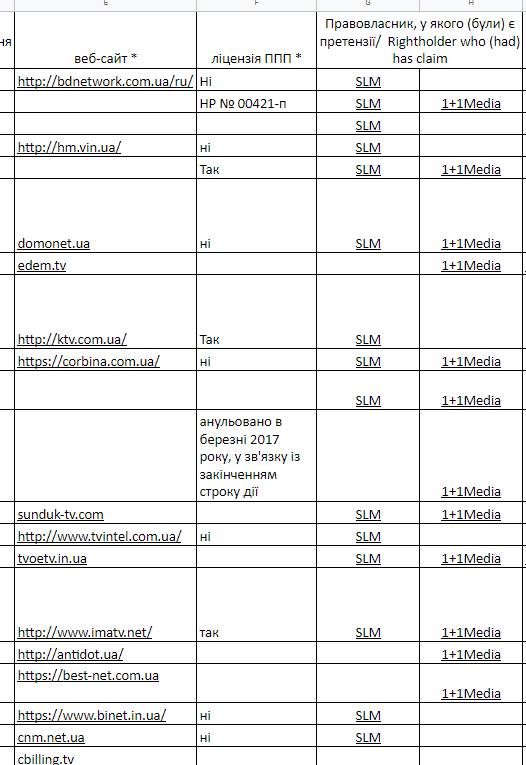 E F G H
ня
веб-сайт *
ліцензія ППП *
Правовласник, у якого (були) є
претензії/ Rightholder who (had)
has claim
http://bdnetwork.com.ua/ru/ Ні SLM
НР № 00421-п SLM 1+1Media
SLM
http://hm.vin.ua/ ні SLM
Так SLM 1+1Media
domonet.ua ні SLM 1+1Media
edem.tv 1+1Media
http://ktv.com.ua/ Так SLM
https://corbina.com.ua/ ні SLM 1+1Media
SLM 1+1Media
анульовано в
березні 2017
року, у зв'язку із
закінченням
строку дії 1+1Media
sunduk-tv.com SLM 1+1Media
http://www.tvintel.com.ua/ ні SLM
tvoetv.in.ua SLM 1+1Media
http://www.imatv.net/ так SLM 1+1Media
http://antidot.ua/ 1+1Media
https://best-net.com.ua
1+1Media
https://www.binet.in.ua/ ні SLM
cnm.net.ua ні SLM
cbilling.tv